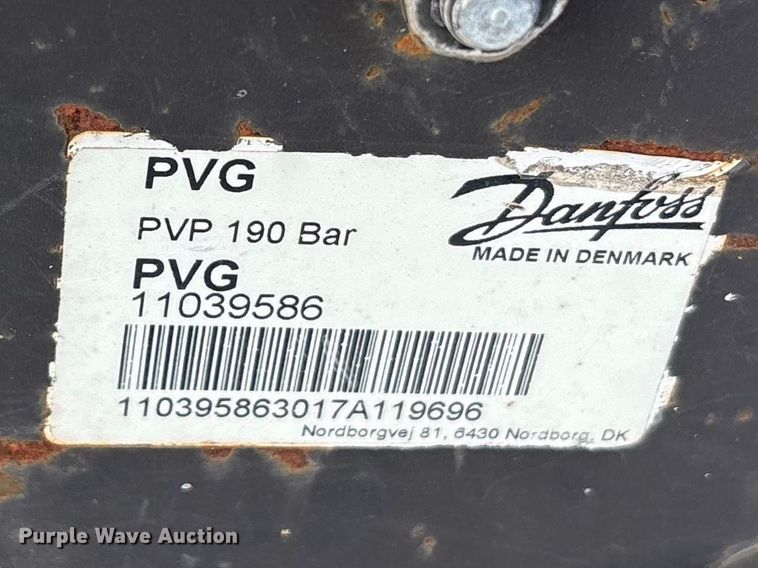 PVG
Danfoss
PVP 190 Bar
MADE IN DENMARK
PVG
11039586
110395863017A119696
Nordborgvej 81, 6430 Nordborg, DK
Purple Wave Auction